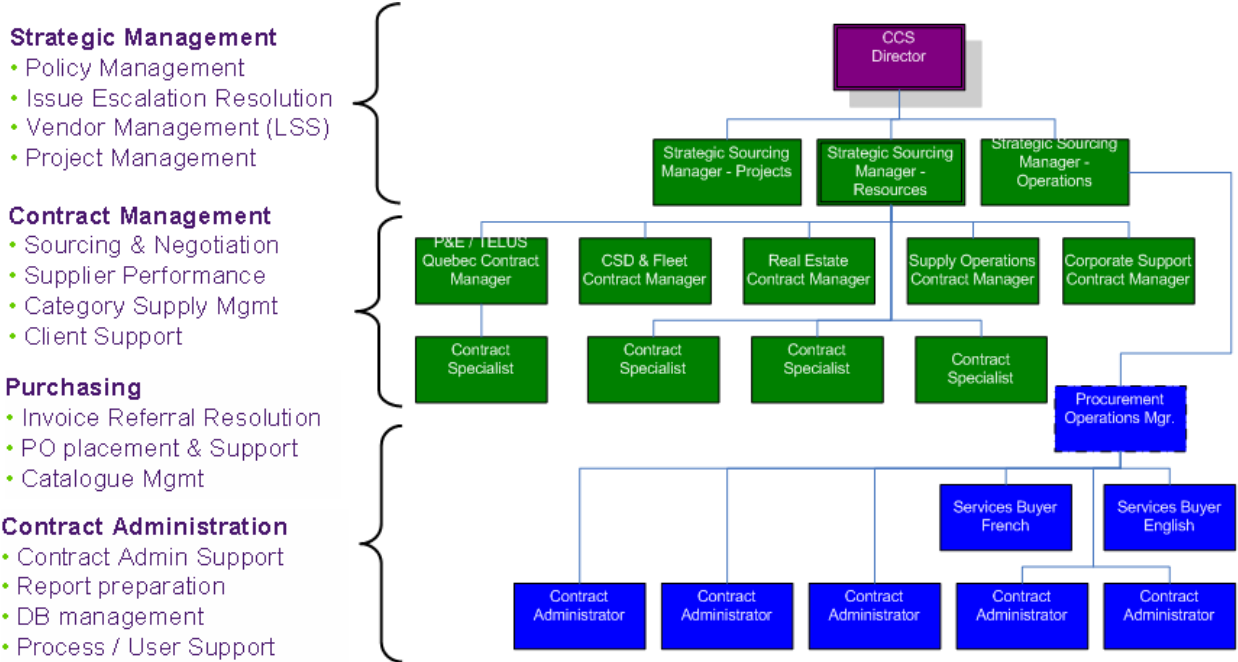 Strategic Management
• Policy Management
• Issue Escalation Resolution
• Vendor Management (LSS)
• Project Management
Contract Management
• Sourcing & Negotiation
• Supplier Performance
• Category Supply Mgmt
• Client Support
Purchasing
• Invoice Referral Resolution
• PO placement & Support
• Catalogue Mgmt
Contract Administration
• Contract Admin Support
• Report preparation
• DB management
• Process / User Support
CCS
Director
Strategic Sourcing
Manager - Projects
Strategic Sourcing
Manager -
Resources
Strategic Sourcing
Manager -
Operations
P&E / TELUS
Quebec Contract
Manager
CSD & Fleet
Contract Manager
Real Estate
Contract Manager
Supply Operations
Contract Manager
Corporate Support
Contract Manager
Contract
Specialist
Contract
Specialist
Contract
Specialist
Contract
Specialist
Procurement
Operations Mgr.
Services Buyer
French
Services Buyer
English
Contract
Administrator
Contract
Administrator
Contract
Administrator
Contract
Administrator
Contract
Administrator